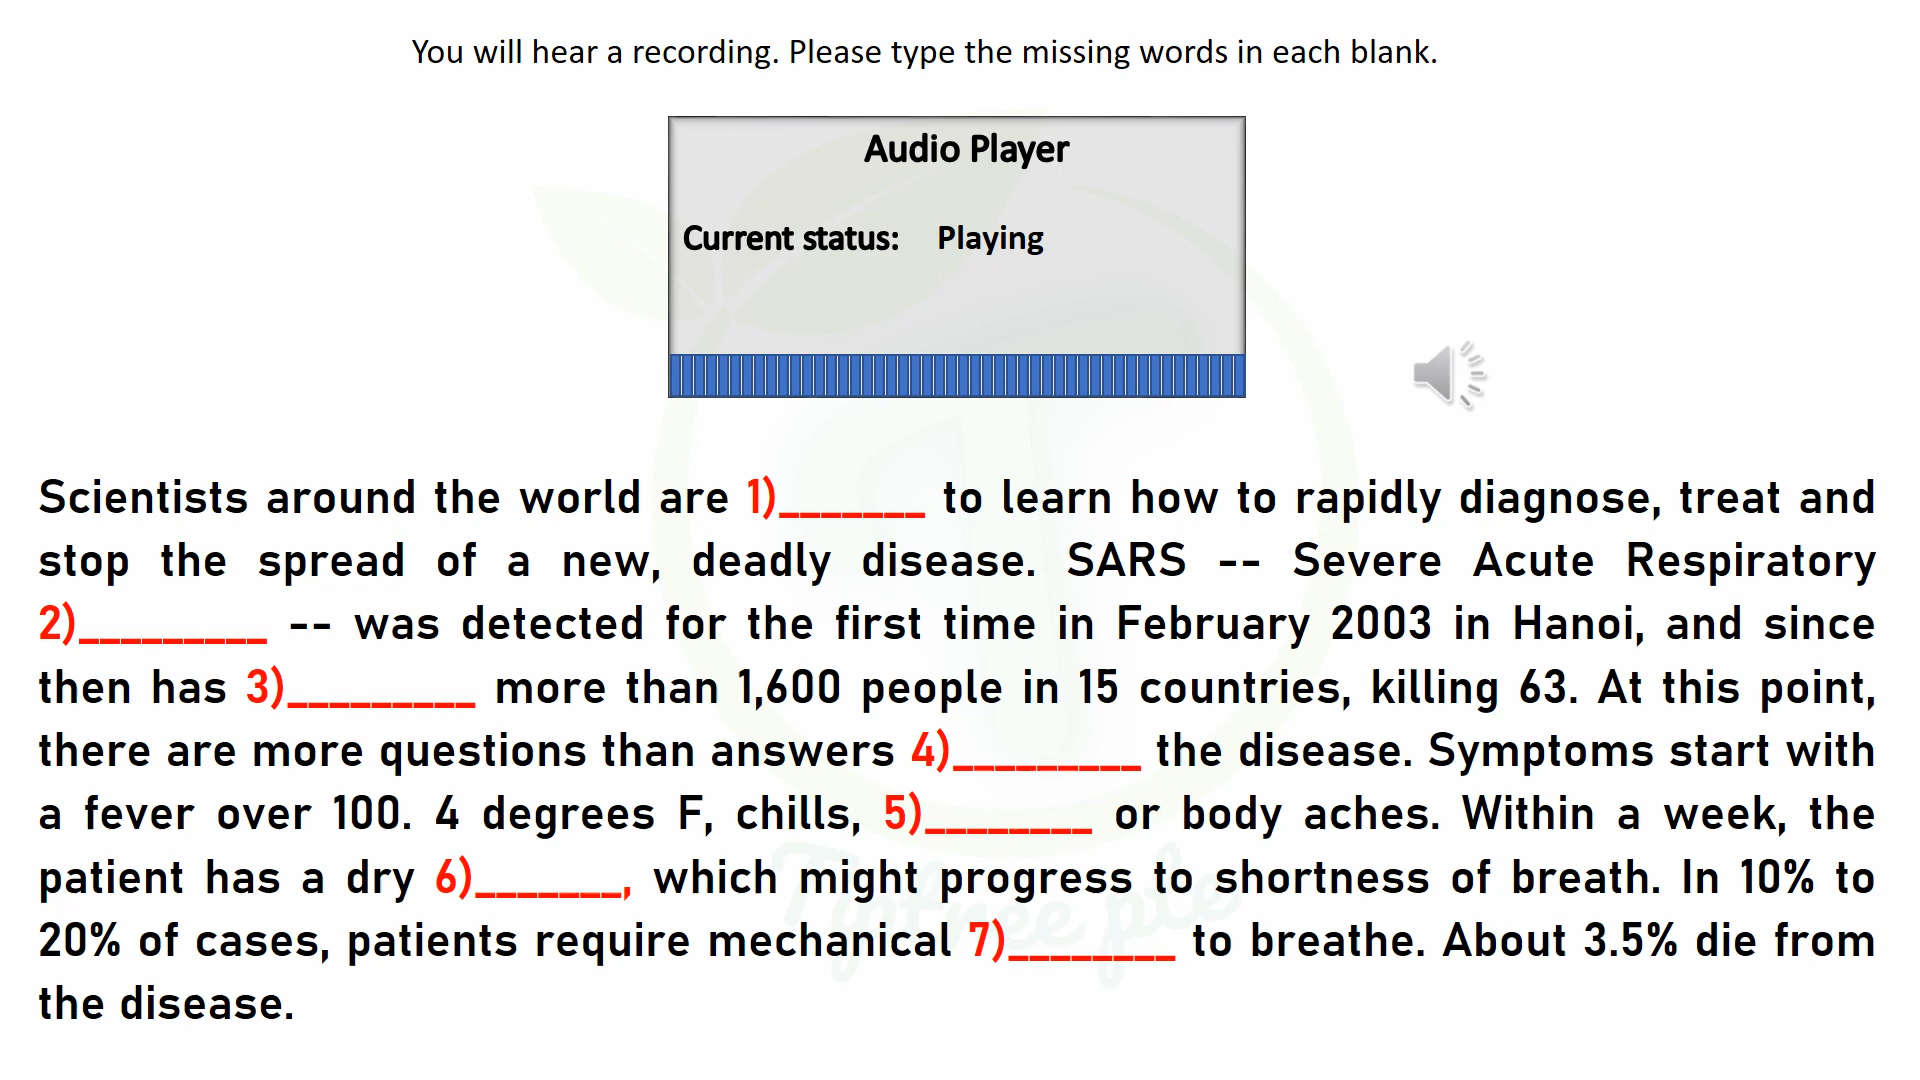 You will hear a recording. Please type the missing words in each blank.
Audio Player
Current status: Playing
Scientists around the world are 1)_______ to learn how to rapidly diagnose, treat and
stop the spread of a new, deadly disease. SARS -- Severe Acute Respiratory
2)_________ -- was detected for the first time in February 2003 in Hanoi, and since
then has 3)_________ more than 1,600 people in 15 countries, killing 63. At this point,
there are more questions than answers 4)_________ the disease. Symptoms start with
a fever over 100. 4 degrees F, chills, 5)________ or body aches. Within a week, the
patient has a dry 6)_______, which might progress to shortness of breath. In 10% to
20% of cases, patients require mechanical 7)________ to breathe. About 3.5% die from
the disease.